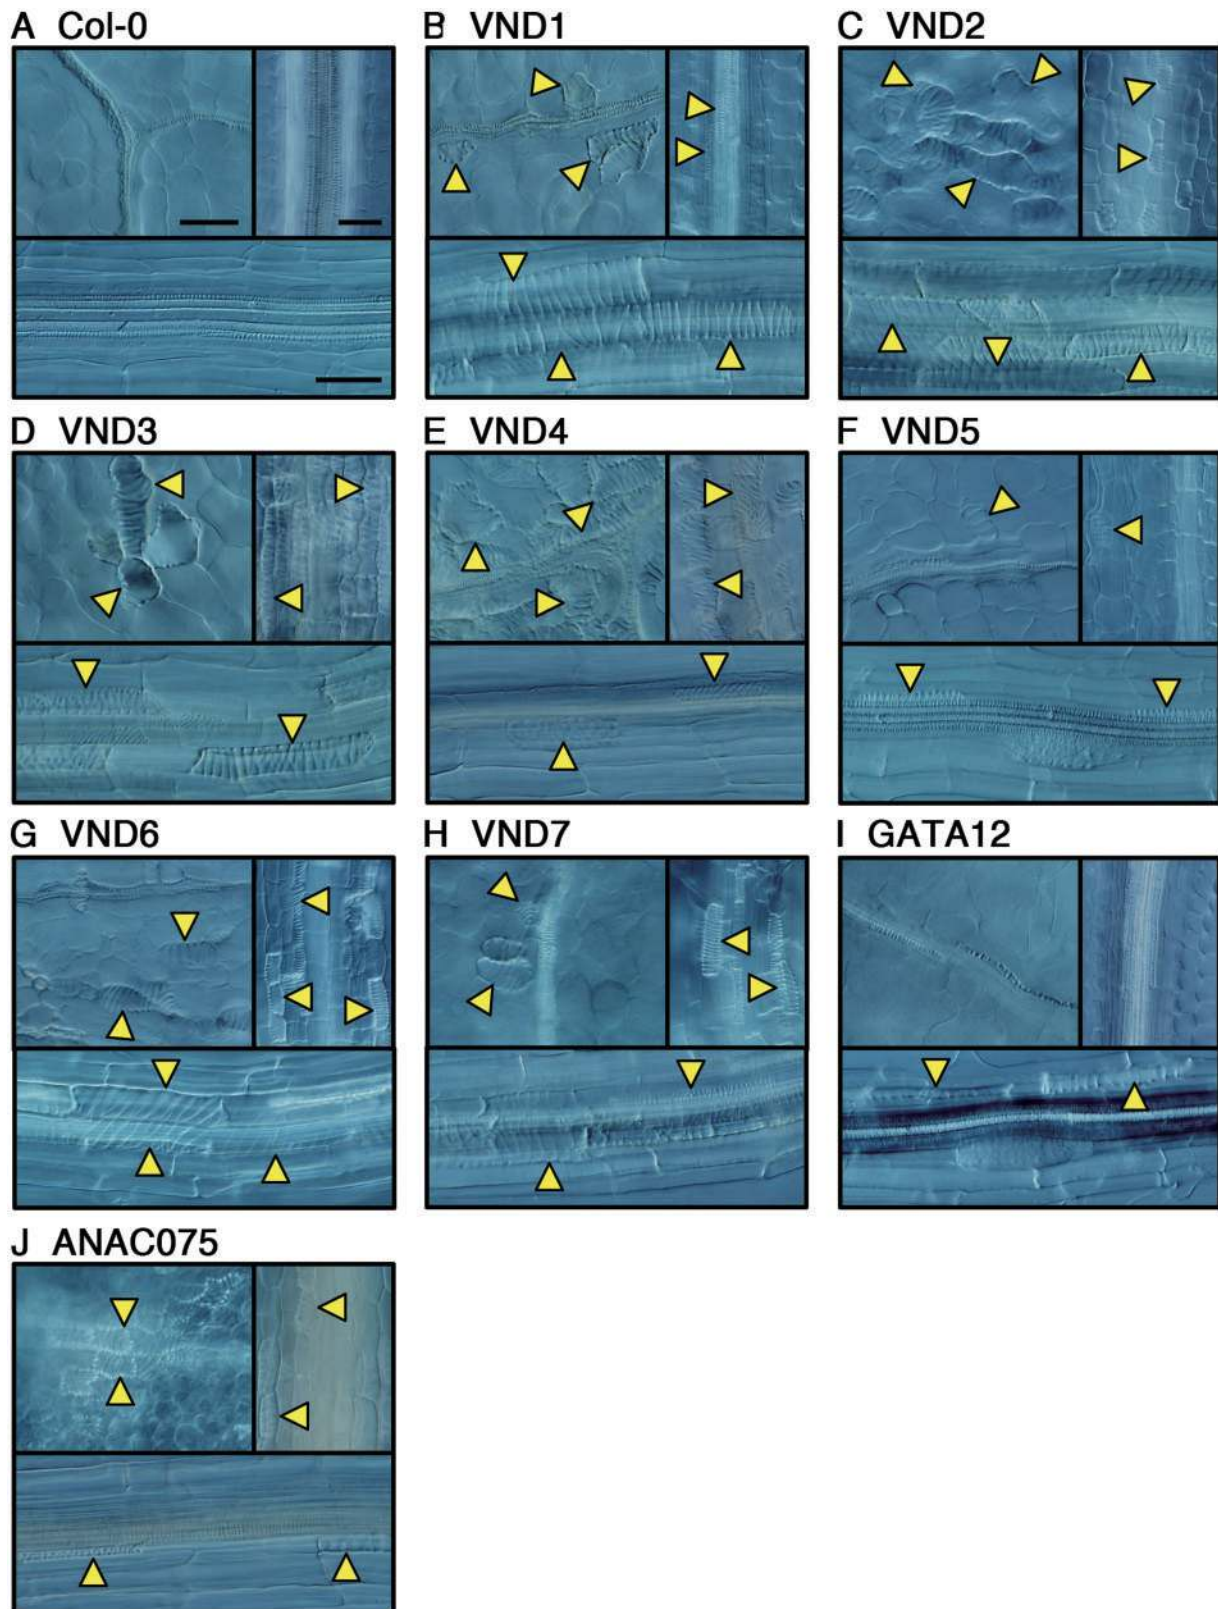 A Col-0
B VND1
C VND2
D VND3
E VND4
F VND5
G VND6
H VND7
I GATA12
J ANAC075